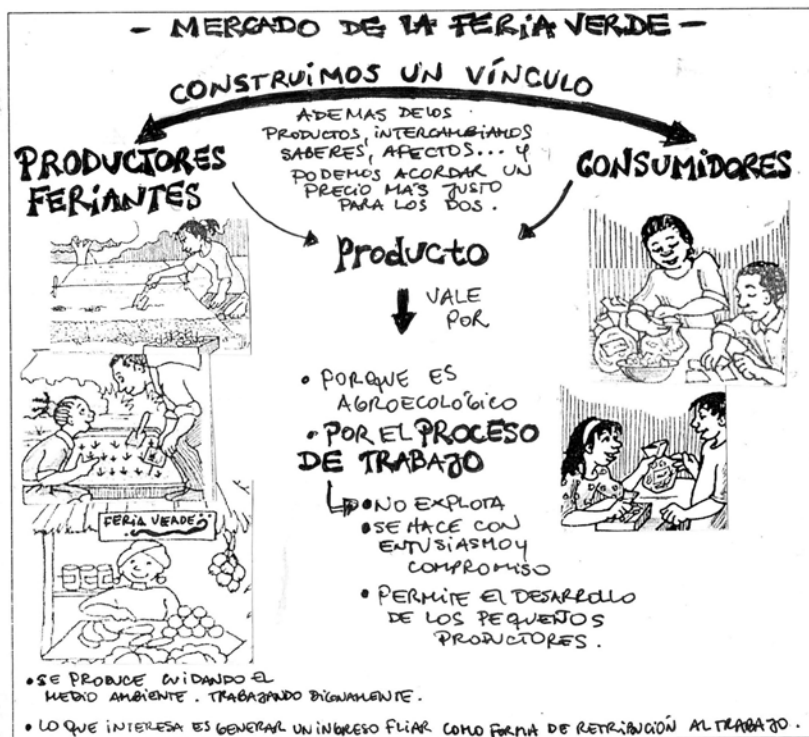 - MERCADO DE LA FERIA VERDE -
CONSTRUIMOS UN VÍNCULO
ADEMAS DE LOS
PRODUCTOS, INTERCAMBIAMOS
SABERES, AFECTOS... Y
PODEMOS ACORDAR UN
PRECIO MÁS JUSTO
PARA LOS DOS.
PRODUCTORES
FERIANTES
CONSUMIDORES
Producto
VALE
POR
• PORQUE ES
AGROECOLÓGICO
• POR EL PROCESO
DE TRABAJO
• NO EXPLOTA
• SE HACE CON
ENTUSIASMO Y
COMPROMISO
• PERMITE EL DESARROLLO
DE LOS PEQUEÑOS
PRODUCTORES.
FERIA VERDE
• SE PRODUCE CUIDANDO EL
MEDIO AMBIENTE. TRABAJANDO DIGNAMENTE.
• LO QUE INTERESA ES GENERAR UN INGRESO FLIAR COMO FORMA DE RETRIBUCIÓN AL TRABAJO.